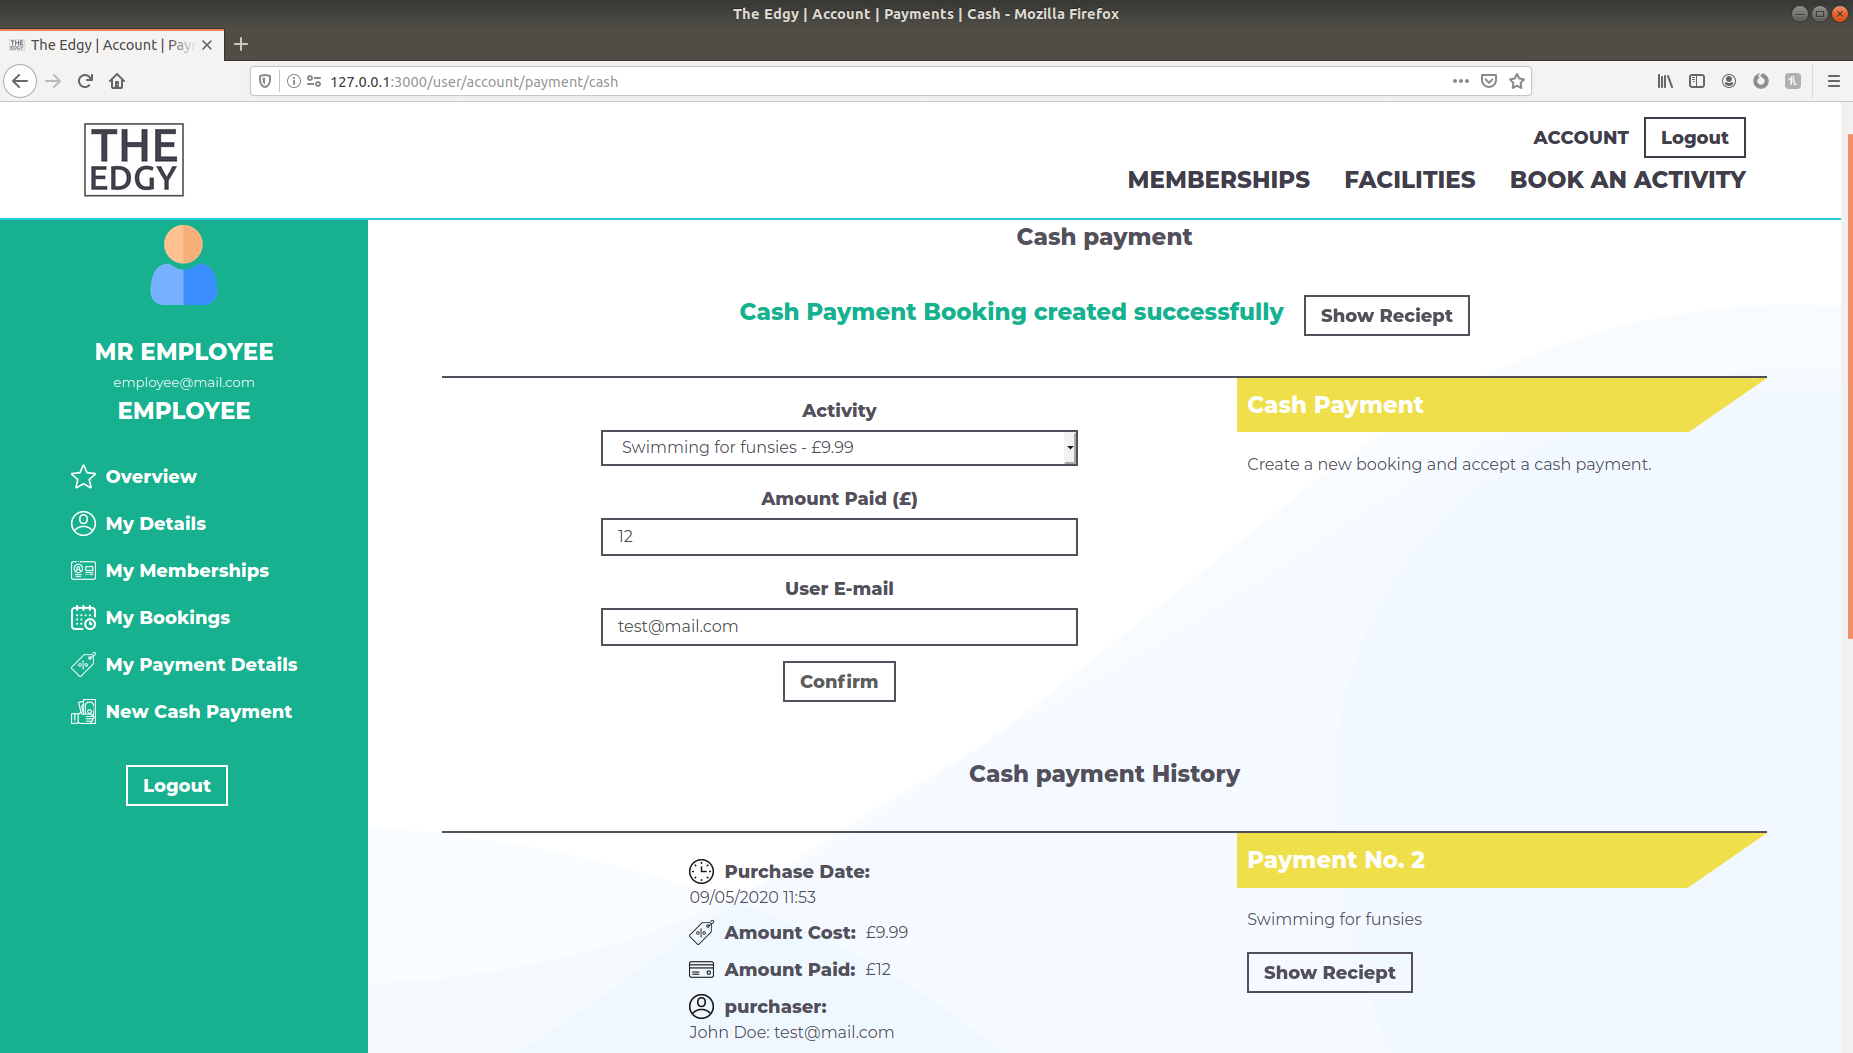 The Edgy | Account | Payments | Cash - Mozilla Firefox
The Edgy | Account | Pay
127.0.0.1:3000/user/account/payment/cash
THE
EDGY
ACCOUNT
Logout
MEMBERSHIPS
FACILITIES
BOOK AN ACTIVITY
MR EMPLOYEE
employee@mail.com
EMPLOYEE
Overview
My Details
My Memberships
My Bookings
My Payment Details
New Cash Payment
Logout
Cash payment
Cash Payment Booking created successfully
Show Reciept
Activity
Swimming for funsies - £9.99
Amount Paid (£)
12
User E-mail
test@mail.com
Confirm
Cash Payment
Create a new booking and accept a cash payment.
Cash payment History
Purchase Date:
09/05/2020 11:53
Amount Cost: £9.99
Amount Paid: £12
purchaser:
John Doe: test@mail.com
Payment No. 2
Swimming for funsies
Show Reciept